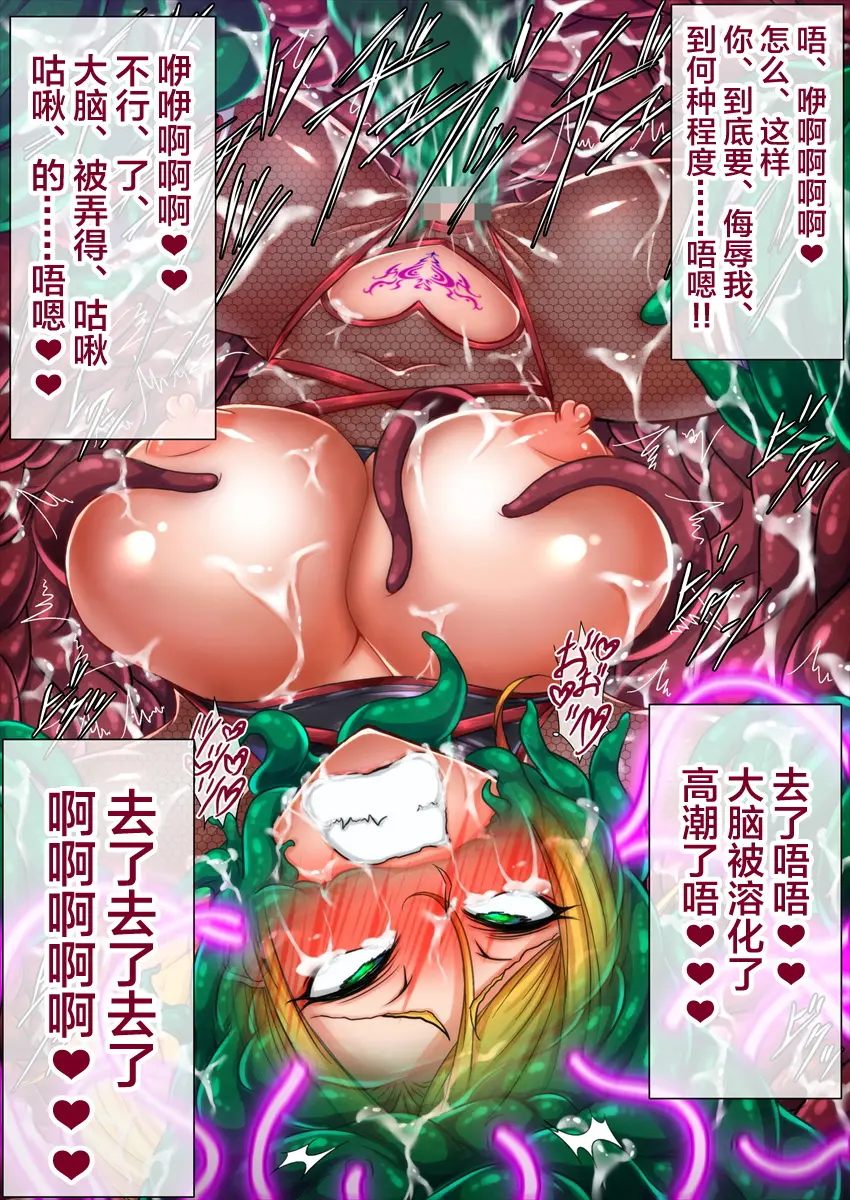 唔、咿啊啊啊啊♥
怎么、这样
你、到底要、侮辱我、
到何种程度……唔嗯!!
咿咿啊啊啊♥♥
不行、了、
大脑、被弄得、咕啾
咕啾、的……唔嗯♥♥
去了唔唔♥♥
大脑被溶化了
高潮了唔♥♥♥
去了去了去了
啊啊啊啊啊♥♥♥